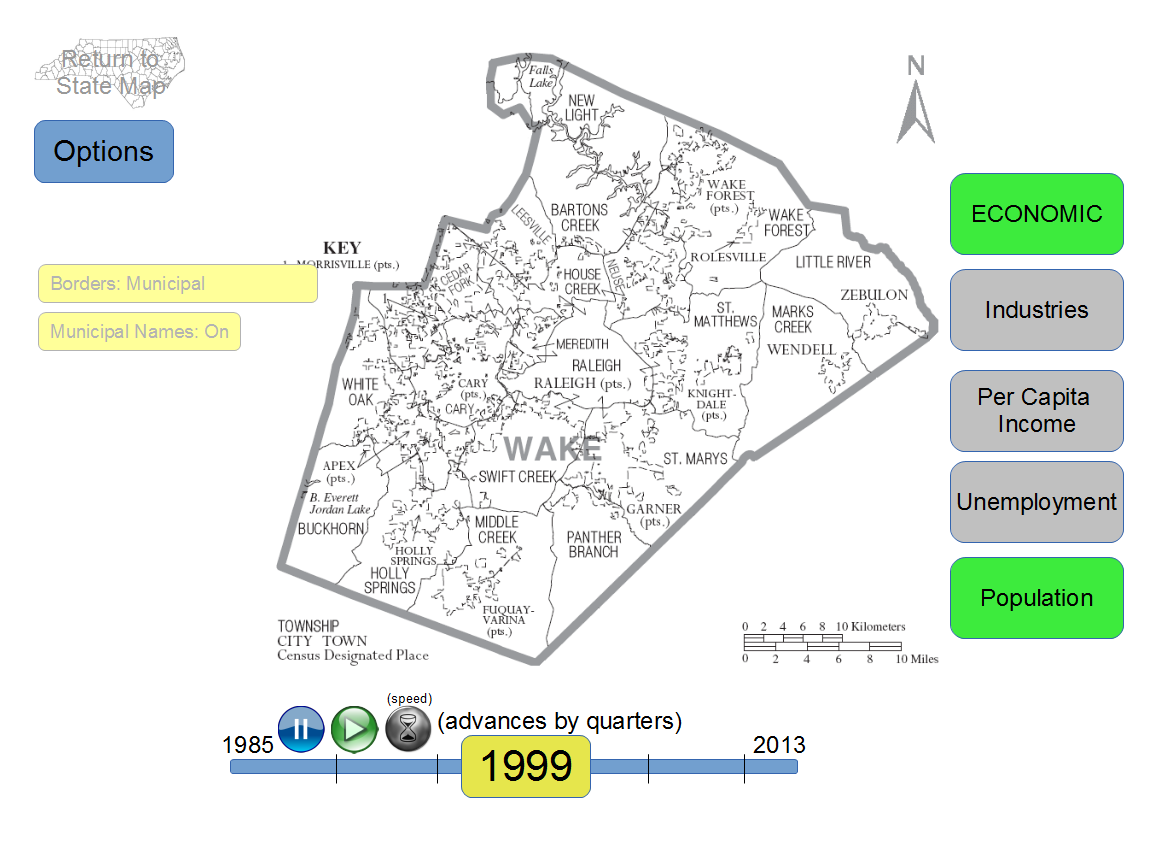 Return to
State Map
Options
Borders: Municipal
Municipal Names: On
KEY
1. MORRISVILLE (pts.)
N
Falls
Lake
NEW
LIGHT
WAKE
FOREST
(pts.)
WAKE
FOREST
LEESVILLE
BARTONS
CREEK
ROLESVILLE
LITTLE RIVER
CEDAR
FORK
HOUSE
CREEK
NEUSE
ZEBULON
ST.
MATTHEWS
MARKS
CREEK
WENDELL
MEREDITH
RALEIGH
RALEIGH (pts.)
WHITE
OAK
CARY
(pts.)
CARY
KNIGHT-
DALE
(pts.)
WAKE
ST. MARYS
APEX
(pts.)
SWIFT CREEK
B. Everett
Jordan Lake
BUCKHORN
GARNER
(pts.)
MIDDLE
CREEK
PANTHER
BRANCH
HOLLY
SPRINGS
HOLLY
SPRINGS
FUQUAY-
VARINA
(pts.)
TOWNSHIP
CITY TOWN
Census Designated Place
0 2 4 6 8 10 Kilometers
0 2 4 6 8 10 Miles
ECONOMIC
Industries
Per Capita
Income
Unemployment
Population
(speed)
(advances by quarters)
1985
1999
2013